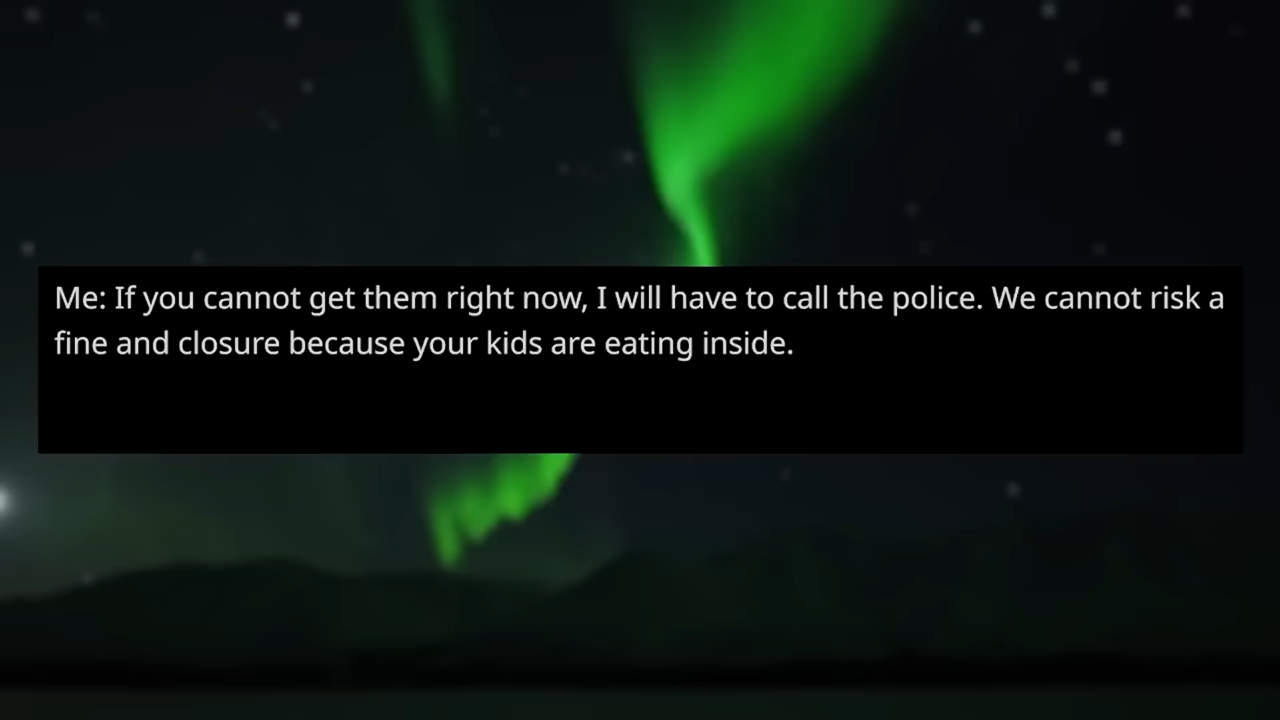 Me: If you cannot get them right now, I will have to call the police. We cannot risk a
fine and closure because your kids are eating inside.